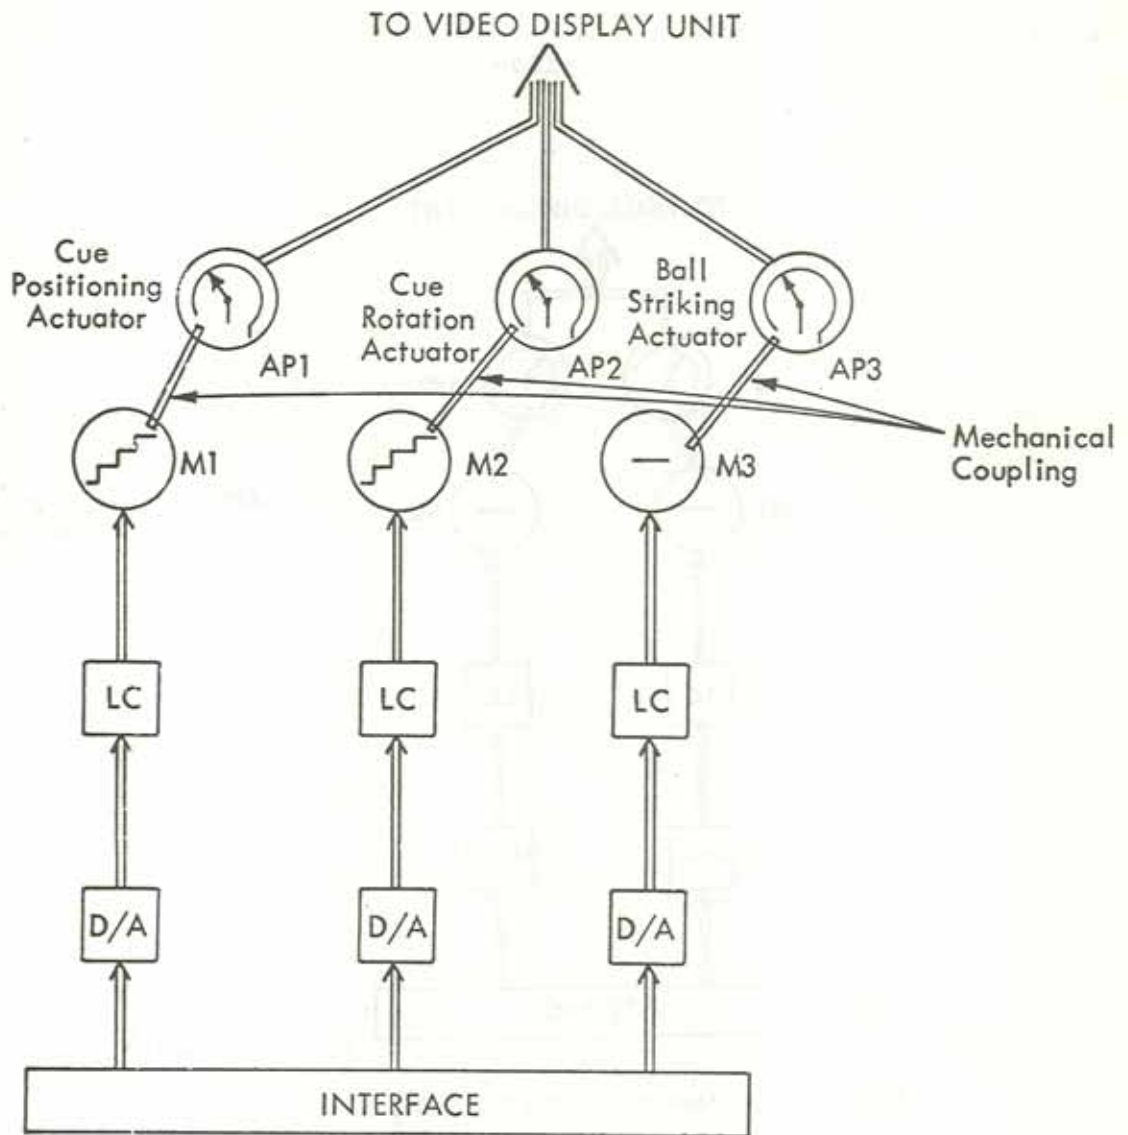 TO VIDEO DISPLAY UNIT
Cue
Positioning
Actuator
AP1
Cue
Rotation
Actuator
AP2
Ball
Striking
Actuator
AP3
M1
M2
M3
Mechanical
Coupling
LC
LC
LC
D/A
D/A
D/A
INTERFACE